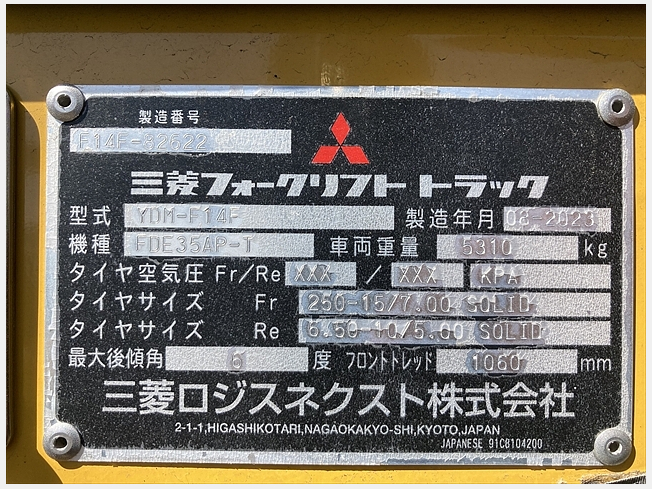 製造番号
F14F-32622
三菱フォークリフト トラック
型式 YDM-F14F 製造年月 08-2023
機種 FDE35AP-T 車両重量 5310 kg
タイヤ空気圧 Fr/Re XXX / XXX KPA
タイヤサイズ Fr 250-15/7.00 SOLID
タイヤサイズ Re 6.50-10/5.00 SOLID
最大後傾角 6 度 フロントトレッド 1060 mm
三菱ロジスネクスト株式会社
2-1-1,HIGASHIKOTARI,NAGAOKAKYO-SHI,KYOTO,JAPAN
JAPANESE 91CB104200